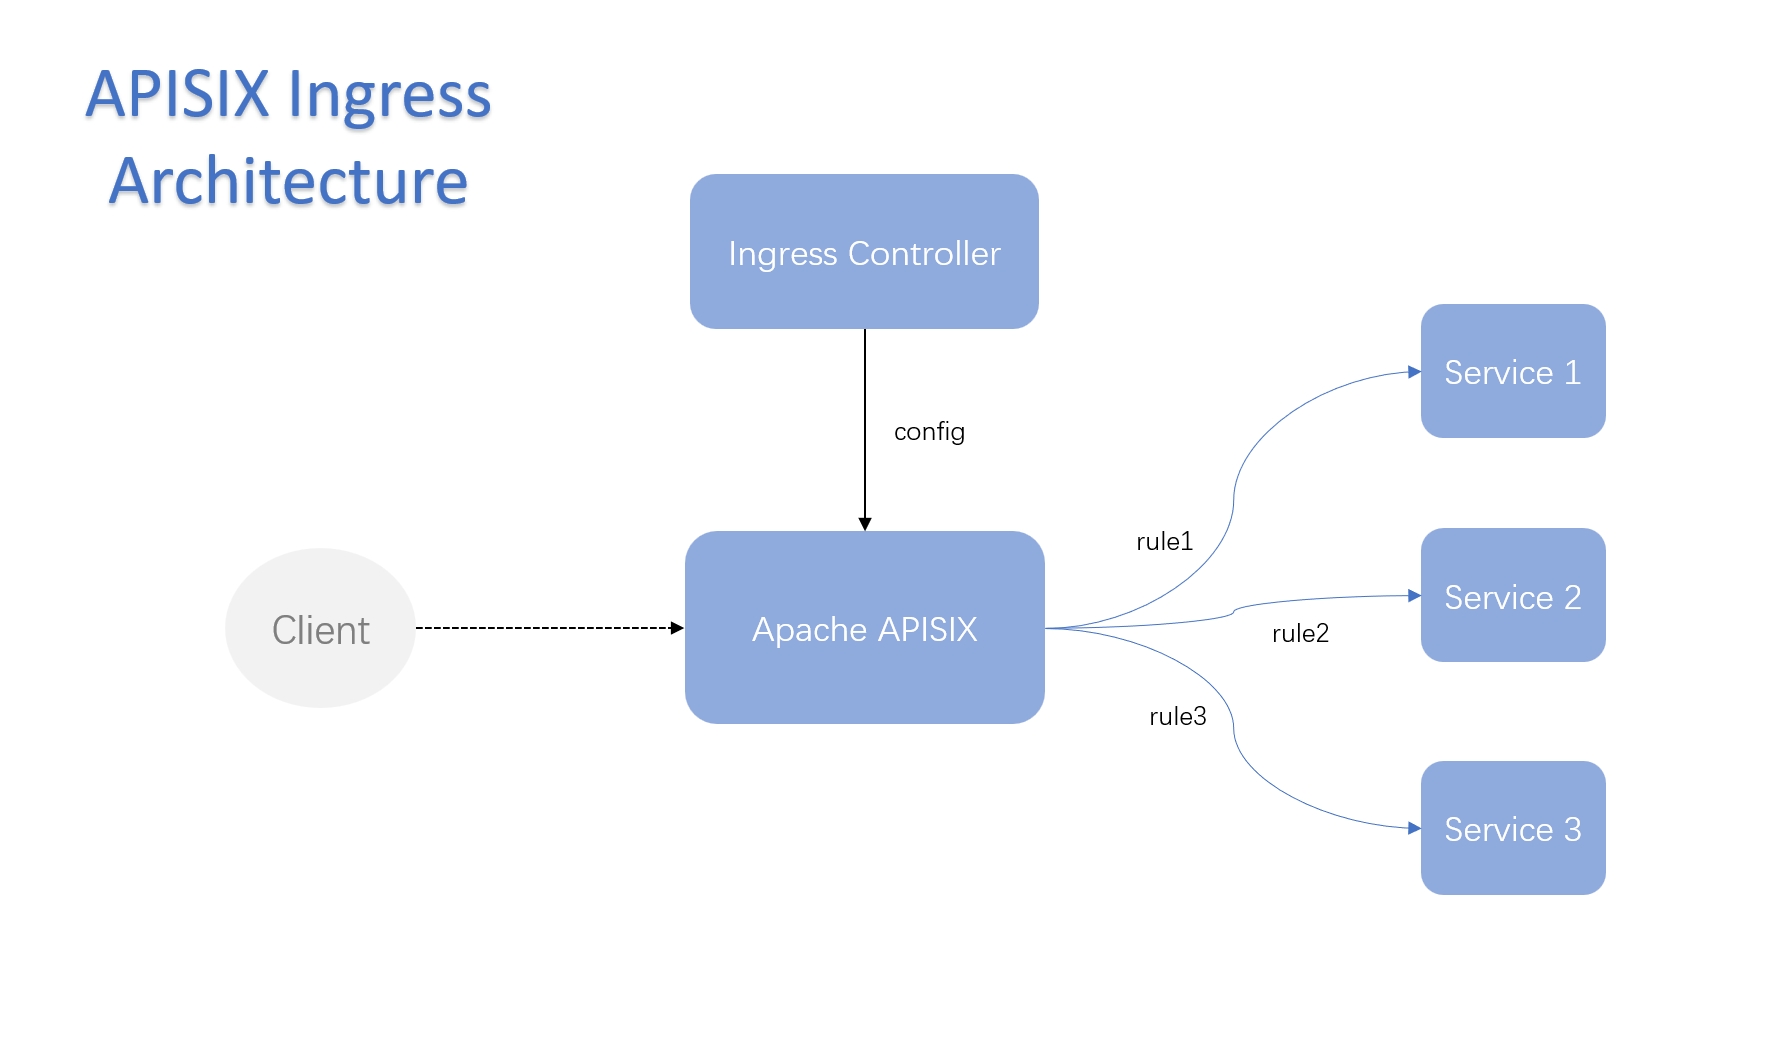 APISIX Ingress
Architecture
Ingress Controller
config
Client
Apache APISIX
rule1
rule2
rule3
Service 1
Service 2
Service 3